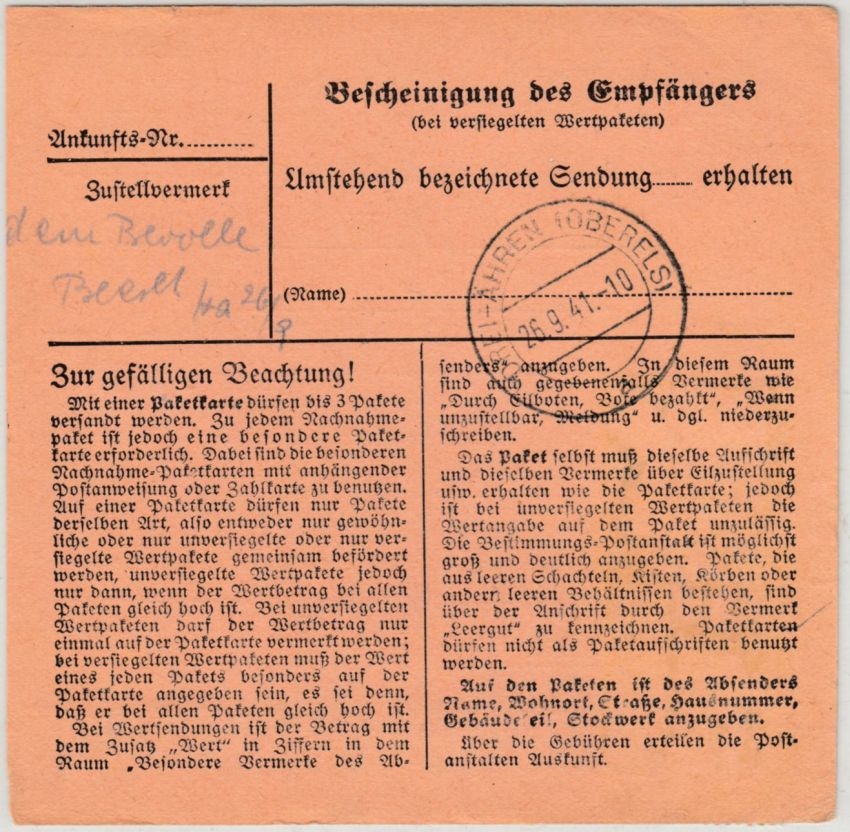 Ankunfts-Nr. ..........
Bescheinigung des Empfängers
(bei versiegelten Wertpaketen)
Zustellvermerk
Umstehend bezeichnete Sendung ...... erhalten
dem Bevolle
Ha 26/9
(Name) ..........
DREI-ÄHREN (OBERELS)
26.9.41.-10
Zur gefälligen Beachtung!
Mit einer Paketkarte dürfen bis 3 Pakete
versandt werden. Zu jedem Nachnahme-
paket ist jedoch eine besondere Paket-
karte erforderlich. Dabei sind die besonderen
Nachnahme-Paketkarten mit anhängender
Postanweisung oder Zahlkarte zu benutzen.
Auf einer Paketkarte dürfen nur Pakete
derselben Art, also entweder nur gewöhn-
liche oder nur unversiegelte oder nur ver-
siegelte Wertpakete gemeinsam befördert
werden, unversiegelte Wertpakete jedoch
nur dann, wenn der Wertbetrag bei allen
Paketen gleich hoch ist. Bei unversiegelten
Wertpaketen darf der Wertbetrag nur
einmal auf der Paketkarte vermerkt werden;
bei versiegelten Wertpaketen muß der Wert
eines jeden Pakets besonders auf der
Paketkarte angegeben sein, es sei denn,
daß er bei allen Paketen gleich hoch ist.
Bei Wertsendungen ist der Betrag mit
dem Zusatz „Wert" in Ziffern in dem
Raum „Besondere Vermerke des Ab-
senders" anzugeben. In diesem Raum
sind auch gegebenenfalls Vermerke wie
„Durch Eilboten, Bote bezahlt", „Wenn
unzustellbar, Meldung" u. dgl. niederzu-
schreiben.
Das Paket selbst muß dieselbe Aufschrift
und dieselben Vermerke über Eilzustellung
usw. erhalten wie die Paketkarte; jedoch
ist bei unversiegelten Wertpaketen die
Wertangabe auf dem Paket unzulässig.
Die Bestimmungs-Postanstalt ist möglichst
groß und deutlich anzugeben. Pakete, die
aus leeren Schachteln, Kisten, Körben oder
andern leeren Behältnissen bestehen, sind
über der Anschrift durch den Vermerk
„Leergut" zu kennzeichnen. Paketkarten
dürfen nicht als Paketaufschriften benutzt
werden.
Auf den Paketen ist des Absenders
Name, Wohnort, Straße, Hausnummer,
Gebäudeteil, Stockwerk anzugeben.
Über die Gebühren erteilen die Post-
anstalten Auskunft.